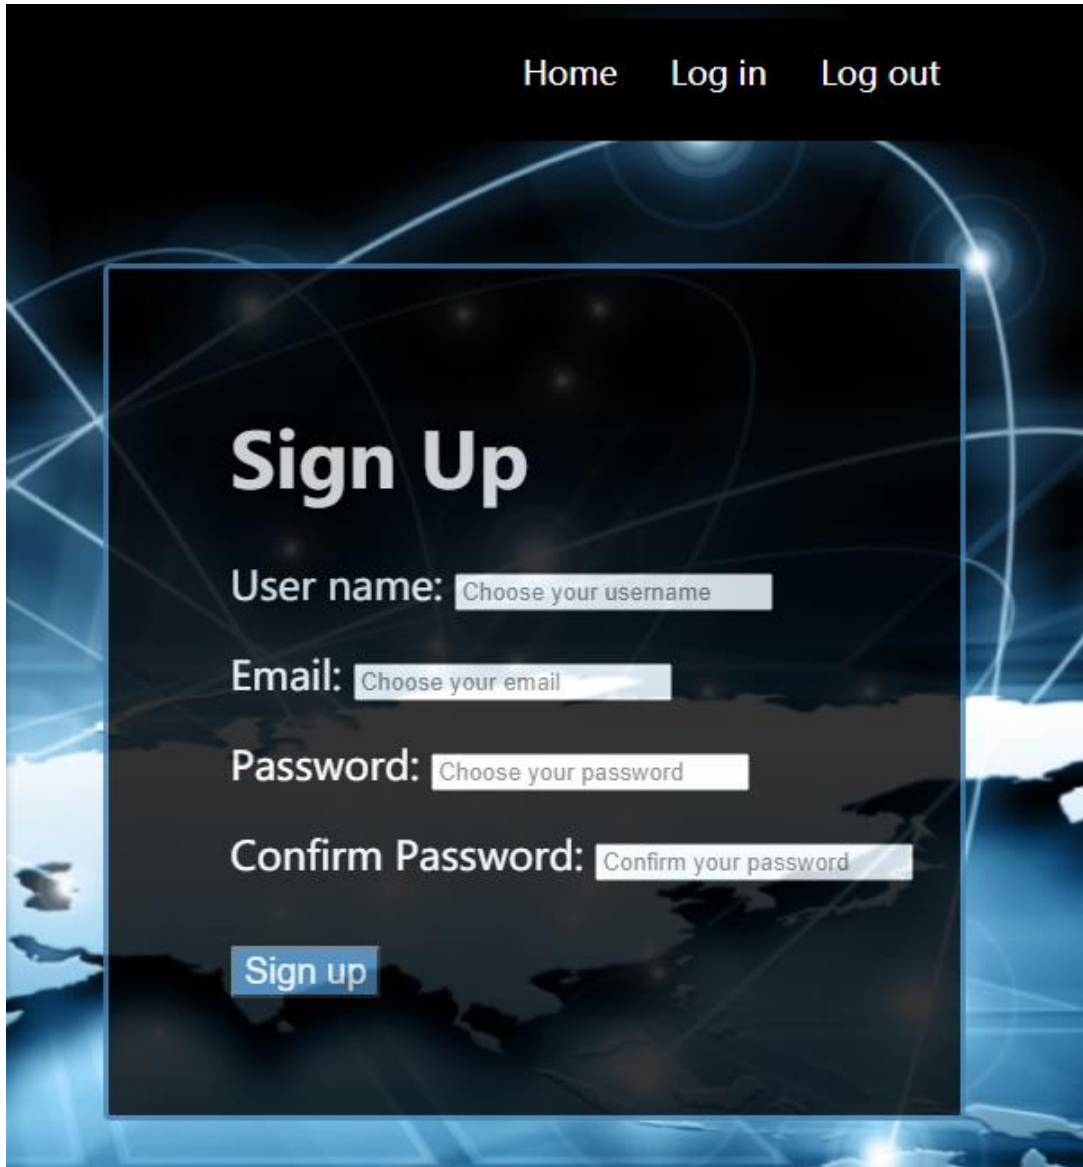 Home Log in Log out
Sign Up
User name: Choose your username
Email: Choose your email
Password: Choose your password
Confirm Password: Confirm your password
Sign up